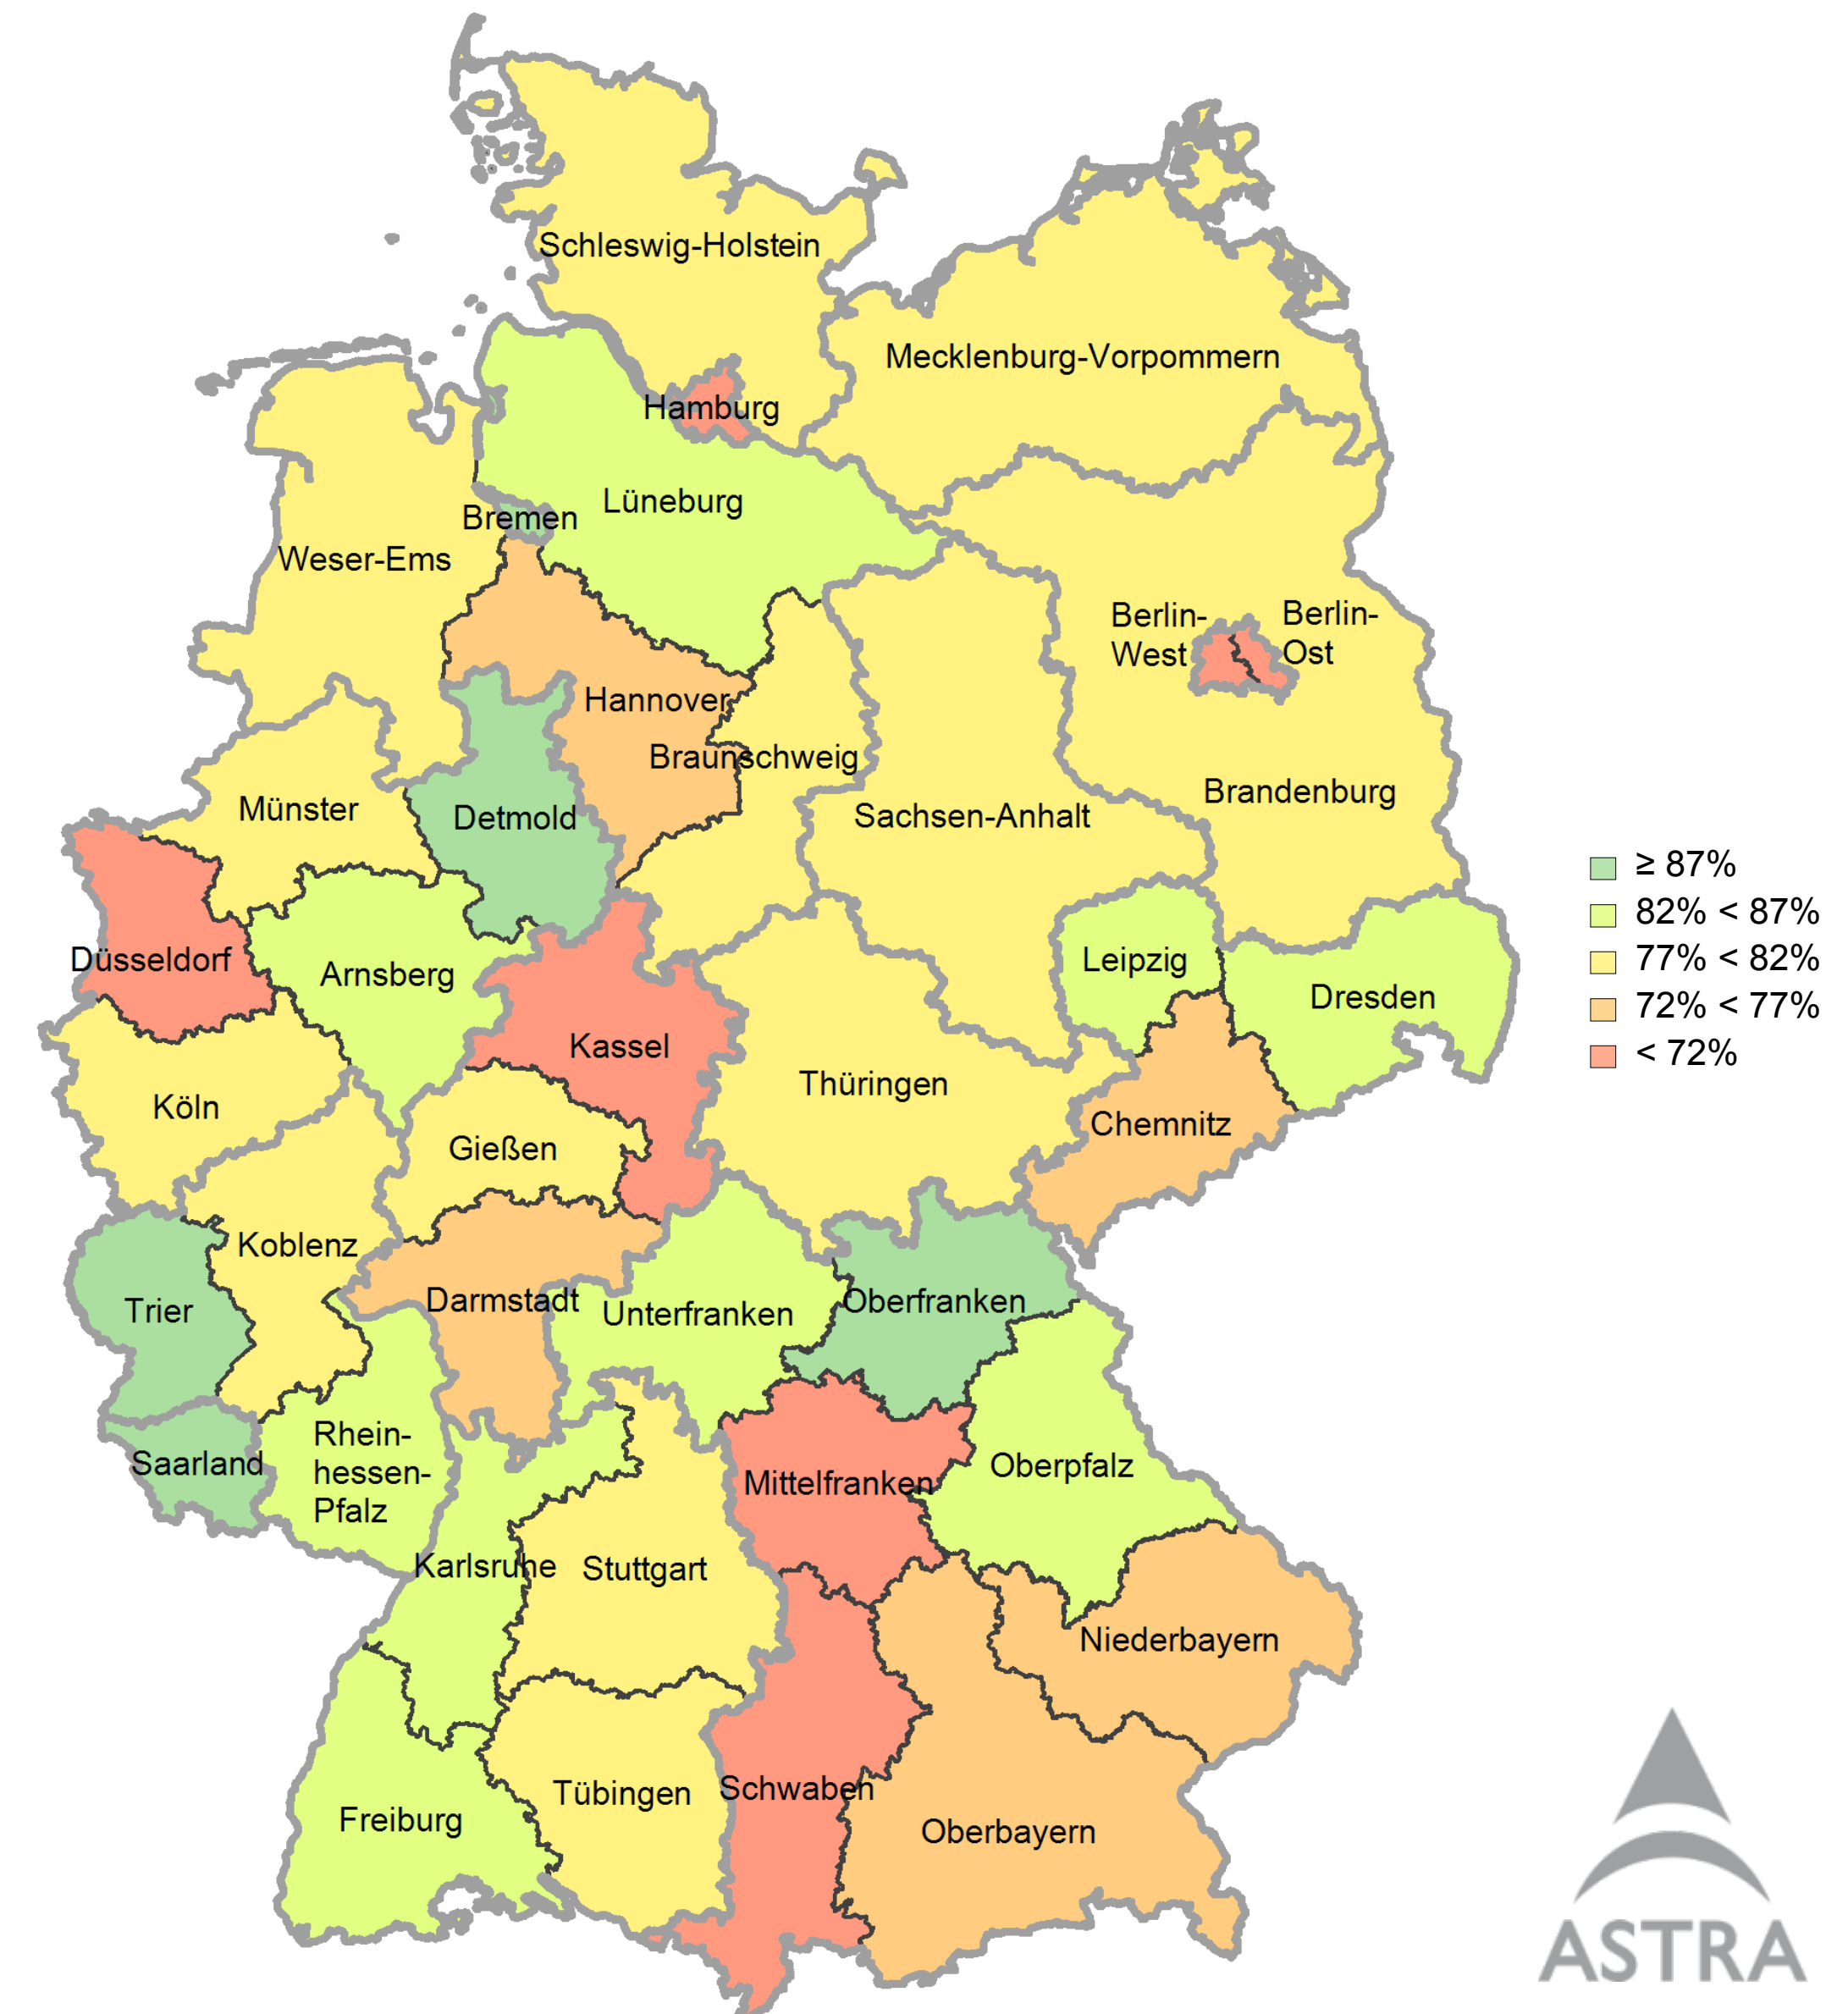 Schleswig-Holstein
Mecklenburg-Vorpommern
Hamburg
Lüneburg
Bremen
Weser-Ems
Berlin-
West
Berlin-
Ost
Hannover
Braunschweig
Münster
Detmold
Sachsen-Anhalt
Brandenburg
≥ 87%
82% < 87%
77% < 82%
72% < 77%
< 72%
Düsseldorf
Arnsberg
Leipzig
Dresden
Kassel
Köln
Thüringen
Chemnitz
Gießen
Koblenz
Trier
Darmstadt
Unterfranken
Oberfranken
Saarland
Rhein-
hessen-
Pfalz
Mittelfranken
Oberpfalz
Karlsruhe
Stuttgart
Niederbayern
Tübingen
Schwaben
Freiburg
Oberbayern
ASTRA